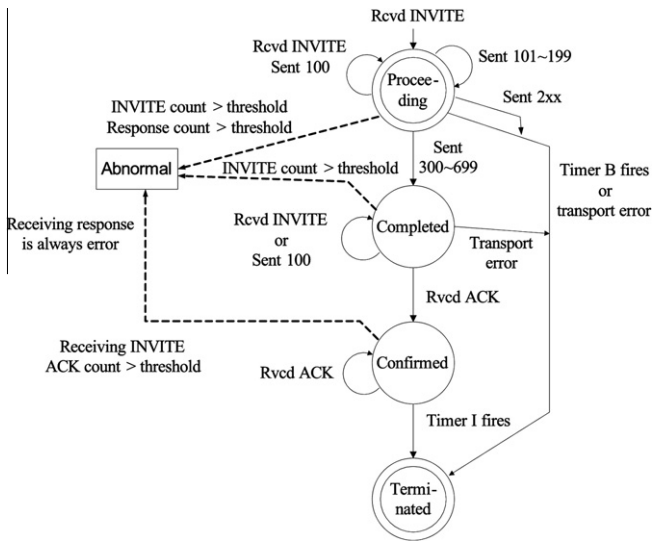 Rcvd INVITE
Rcvd INVITE
Sent 100
Sent 101~199
Procee-
ding
Sent 2xx
INVITE count > threshold
Response count > threshold
Sent
300~699
Abnormal
INVITE count > threshold
Timer B fires
or
transport error
Receiving response
is always error
Rcvd INVITE
or
Sent 100
Completed
Transport
error
Rvcd ACK
Receiving INVITE
ACK count > threshold
Rvcd ACK
Confirmed
Timer I fires
Termi-
nated